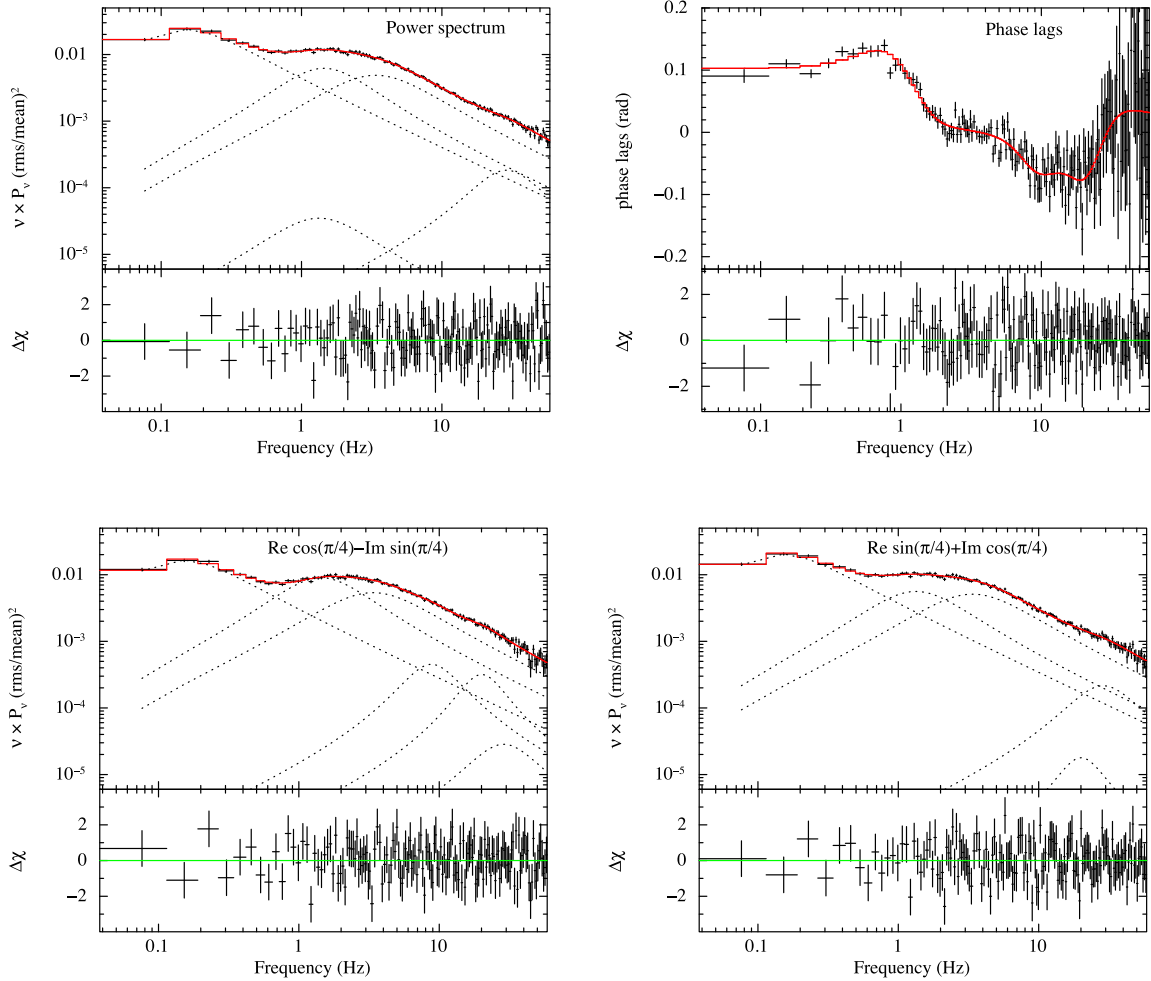 Power spectrum
0.01
10⁻³
10⁻⁴
10⁻⁵
ν × Pᵥ (rms/mean)²
2
0
−2
Δχ
0.1 1 10
Frequency (Hz)
Phase lags
0.2
0.1
0
−0.1
−0.2
phase lags (rad)
2
0
−2
Δχ
0.1 1 10
Frequency (Hz)
Re cos(π/4)−Im sin(π/4)
0.01
10⁻³
10⁻⁴
10⁻⁵
ν × Pᵥ (rms/mean)²
2
0
−2
Δχ
0.1 1 10
Frequency (Hz)
Re sin(π/4)+Im cos(π/4)
0.01
10⁻³
10⁻⁴
10⁻⁵
ν × Pᵥ (rms/mean)²
2
0
−2
Δχ
0.1 1 10
Frequency (Hz)